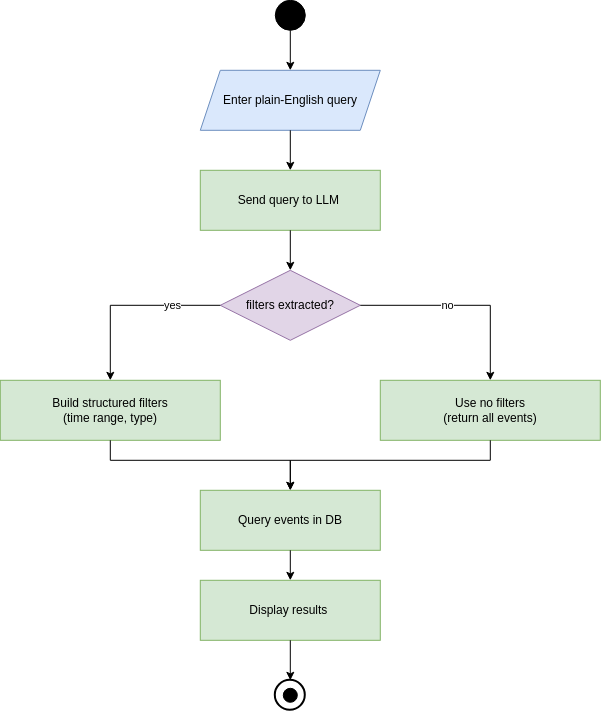 Enter plain-English query
Send query to LLM
filters extracted?
yes
no
Build structured filters
(time range, type)
Use no filters
(return all events)
Query events in DB
Display results